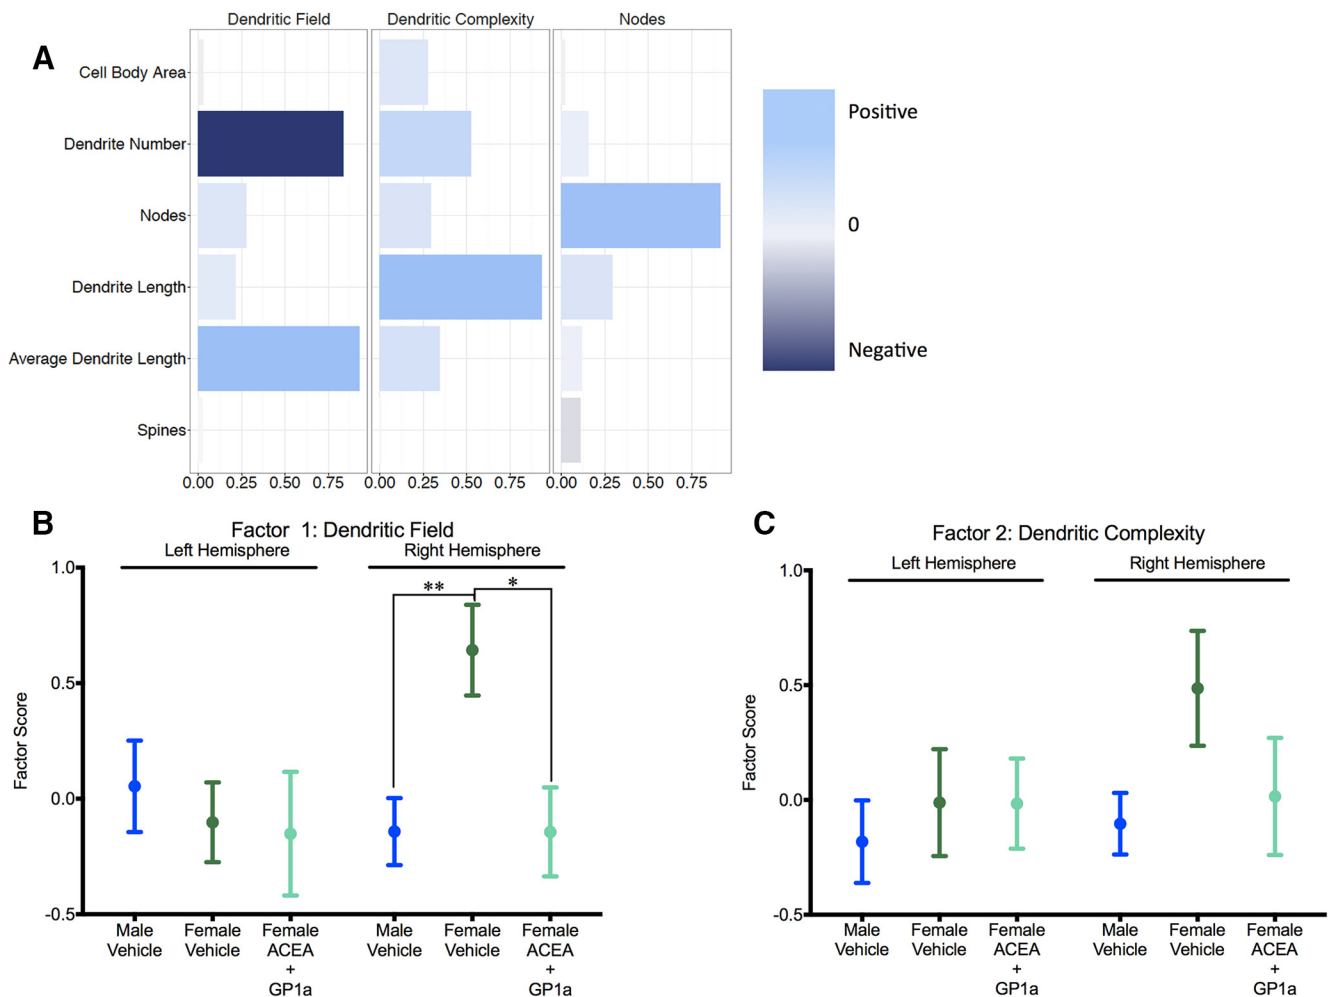 A
Dendritic Field
Dendritic Complexity
Nodes
Cell Body Area
Dendrite Number
Nodes
Dendrite Length
Average Dendrite Length
Spines
0.00 0.25 0.50 0.75
0.00 0.25 0.50 0.75
0.00 0.25 0.50 0.75
Positive
0
Negative
B
Factor 1: Dendritic Field
Left Hemisphere
Right Hemisphere
** *
Factor Score
1.0
0.5
0.0
-0.5
Male
Vehicle
Female
Vehicle
Female
ACEA
+
GP1a
Male
Vehicle
Female
Vehicle
Female
ACEA
+
GP1a
C
Factor 2: Dendritic Complexity
Left Hemisphere
Right Hemisphere
Factor Score
1.0
0.5
0.0
-0.5
Male
Vehicle
Female
Vehicle
Female
ACEA
+
GP1a
Male
Vehicle
Female
Vehicle
Female
ACEA
+
GP1a